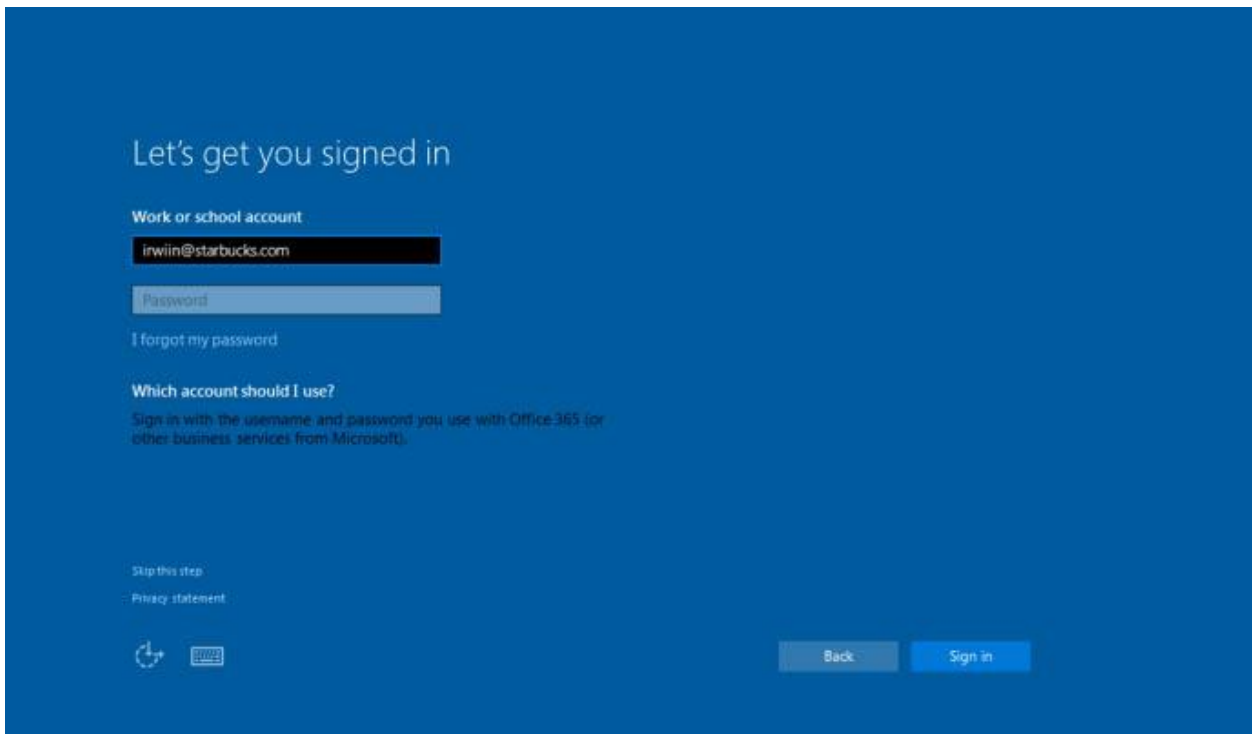 Let's get you signed in
Work or school account
irwiin@starbucks.com
Password
I forgot my password
Which account should I use?
Sign in with the username and password you use with Office 365 (or
other business services from Microsoft).
Skip this step
Privacy statement
Back Sign in